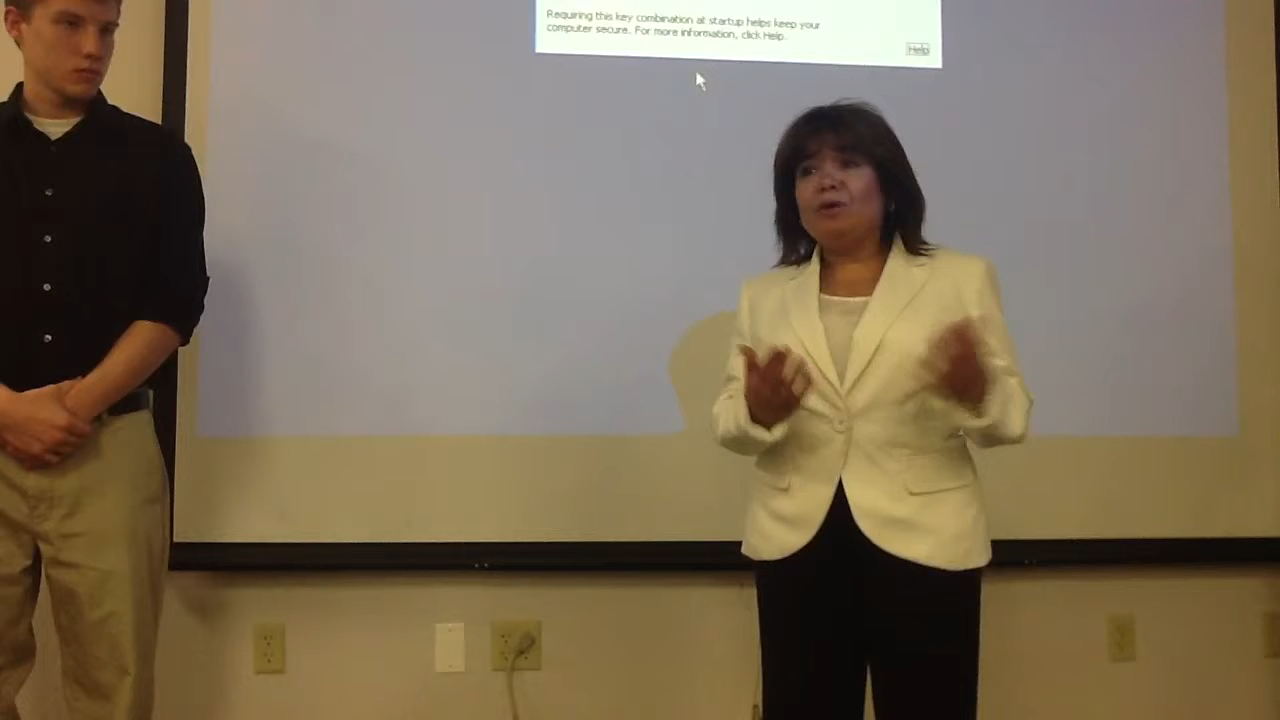 Requiring this key combination at startup helps keep your
computer secure. For more information, click Help.
Help